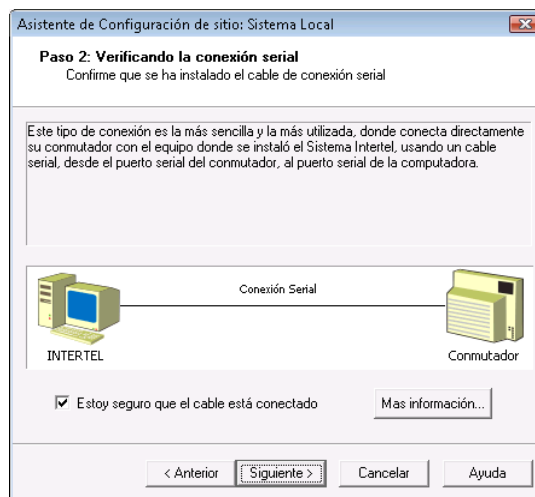 Asistente de Configuración de sitio: Sistema Local
Paso 2: Verificando la conexión serial
Confirme que se ha instalado el cable de conexión serial
Este tipo de conexión es la más sencilla y la más utilizada, donde conecta directamente
su conmutador con el equipo donde se instaló el Sistema Intertel, usando un cable
serial, desde el puerto serial del conmutador, al puerto serial de la computadora.
Conexión Serial
INTERTEL
Conmutador
Estoy seguro que el cable está conectado
Mas información...
< Anterior
Siguiente >
Cancelar
Ayuda